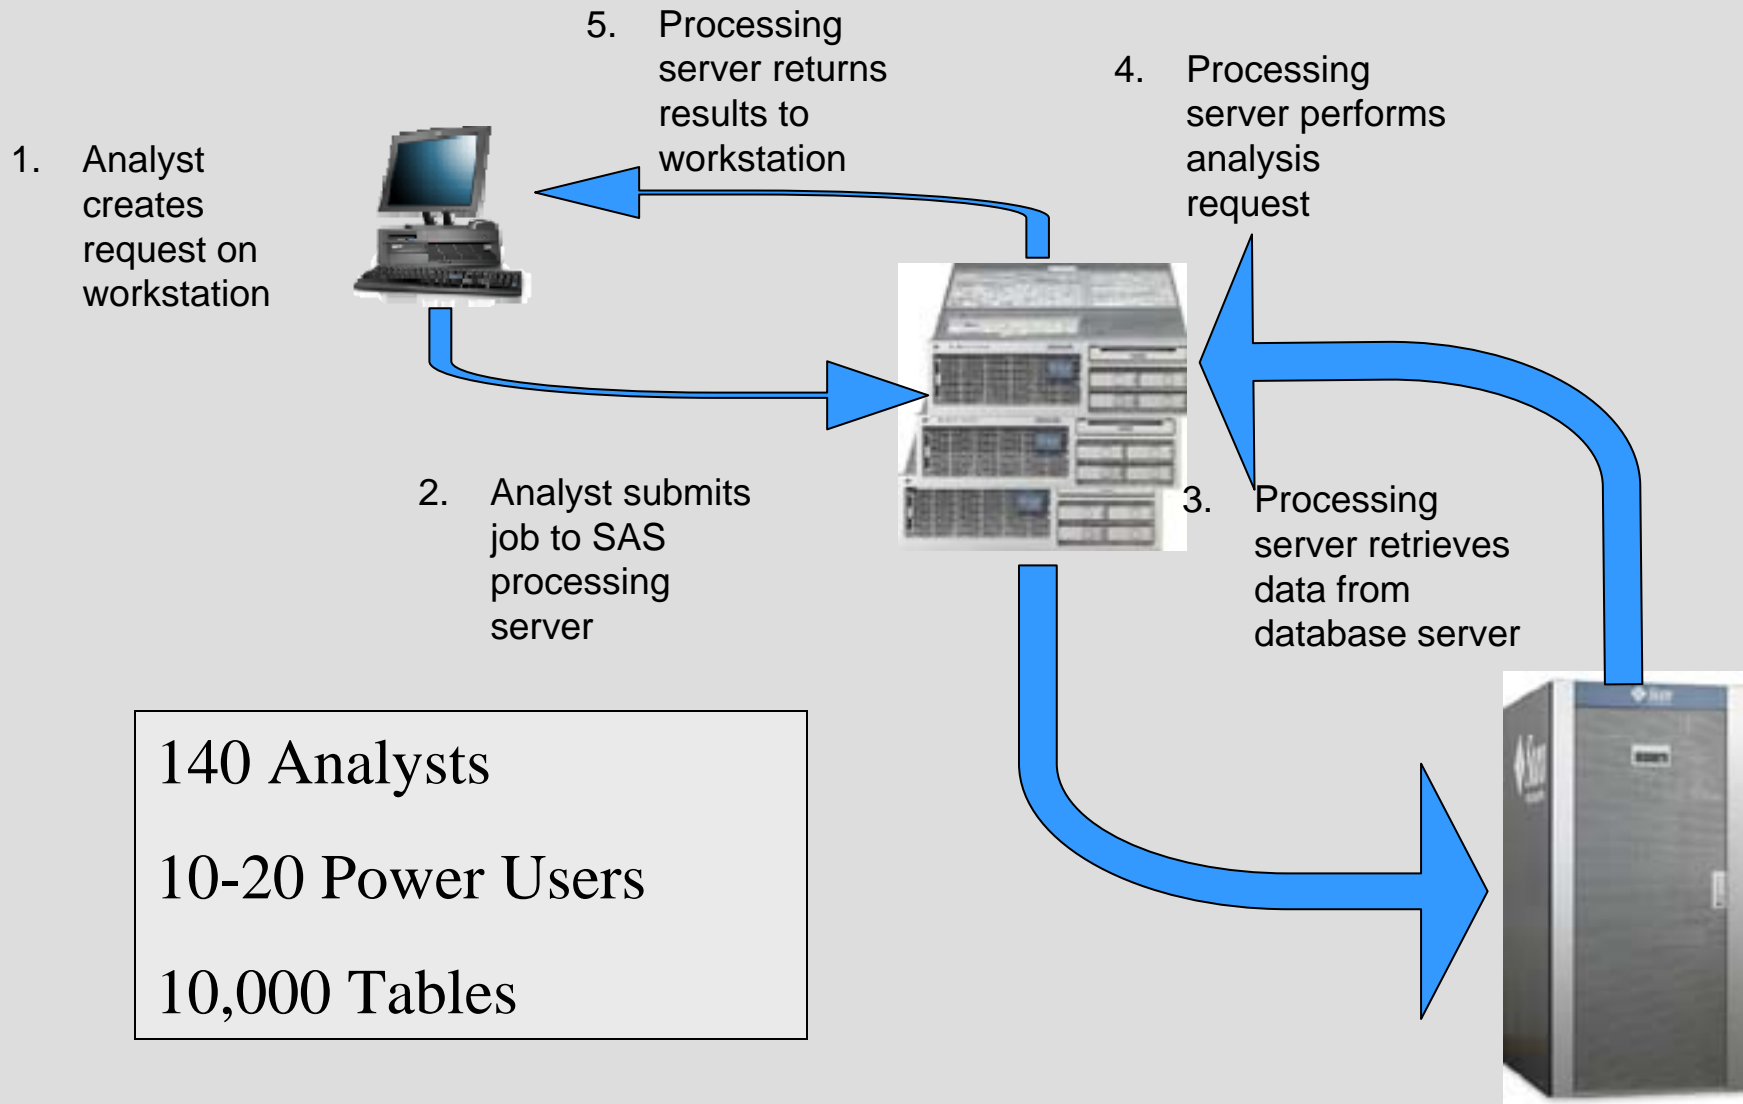 1. Analyst
creates
request on
workstation
2. Analyst submits
job to SAS
processing
server
3. Processing
server retrieves
data from
database server
4. Processing
server performs
analysis
request
5. Processing
server returns
results to
workstation
140 Analysts
10-20 Power Users
10,000 Tables
Sun
Sun